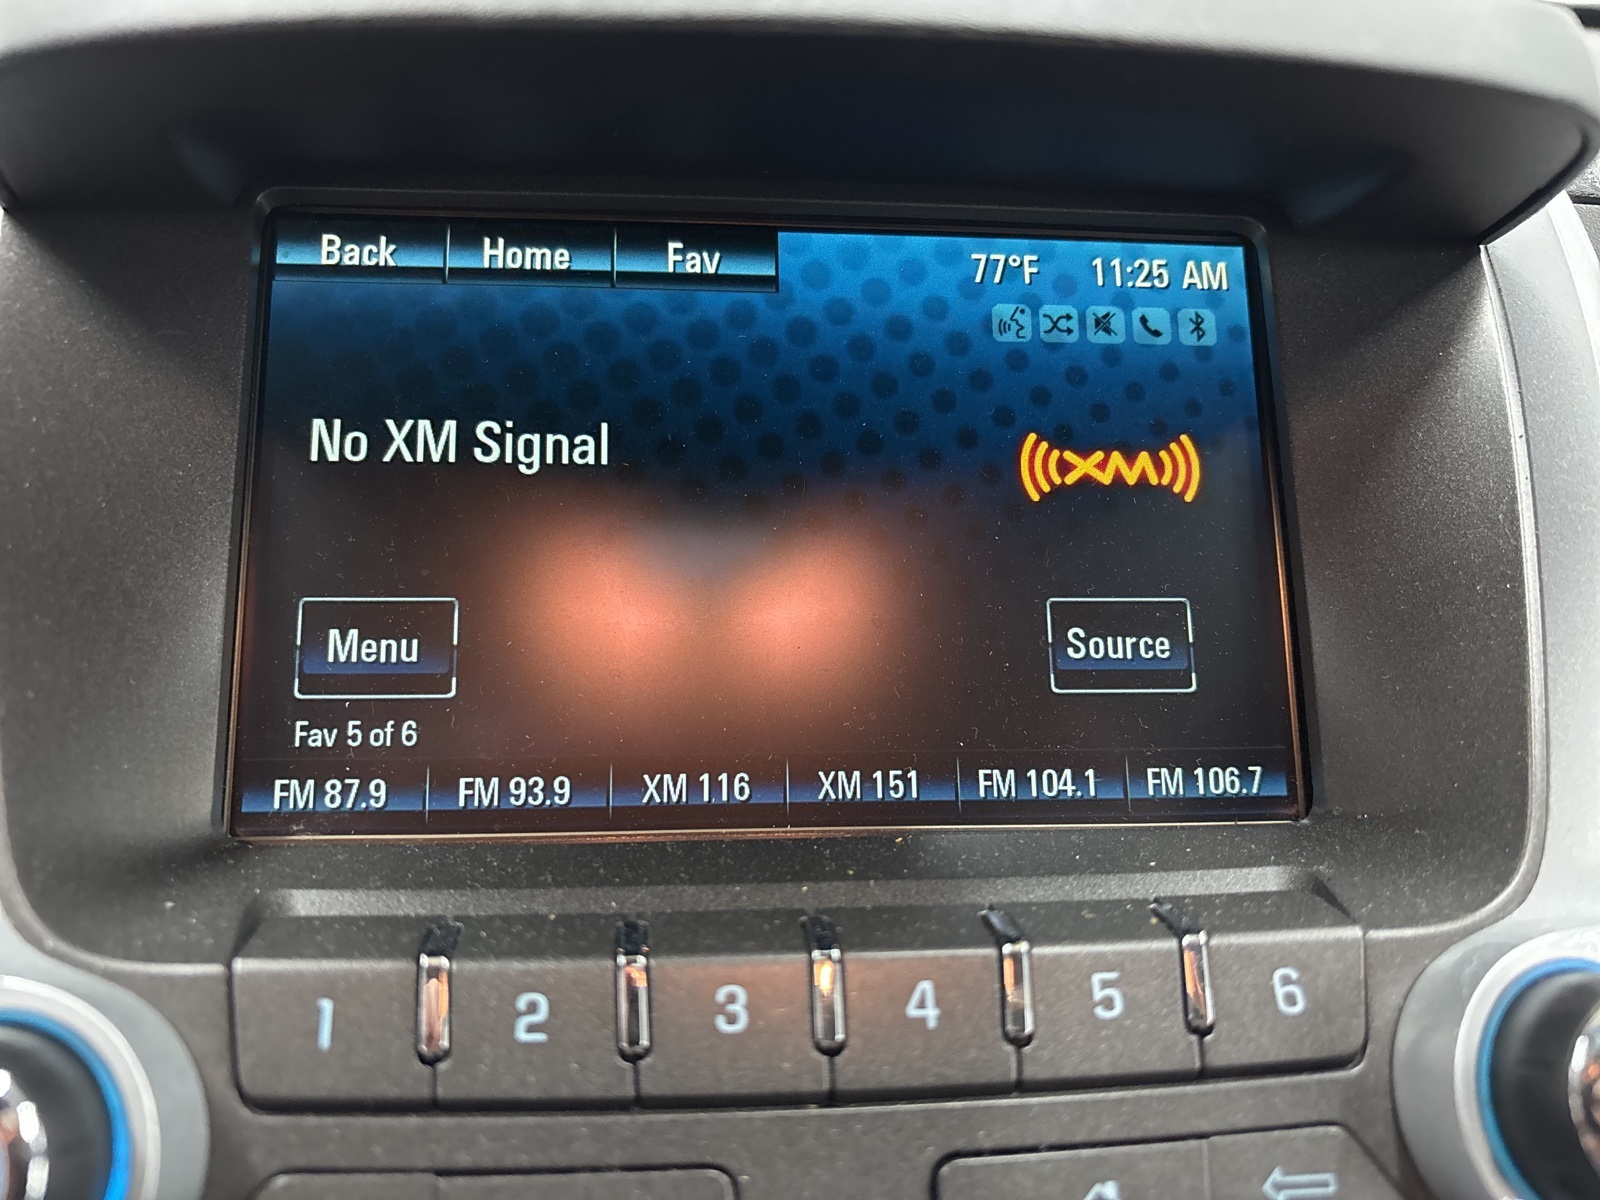 Back Home Fav 77°F 11:25 AM
No XM Signal
(((XM)))
Menu Source
Fav 5 of 6
FM 87.9 FM 93.9 XM 116 XM 151 FM 104.1 FM 106.7
1 2 3 4 5 6